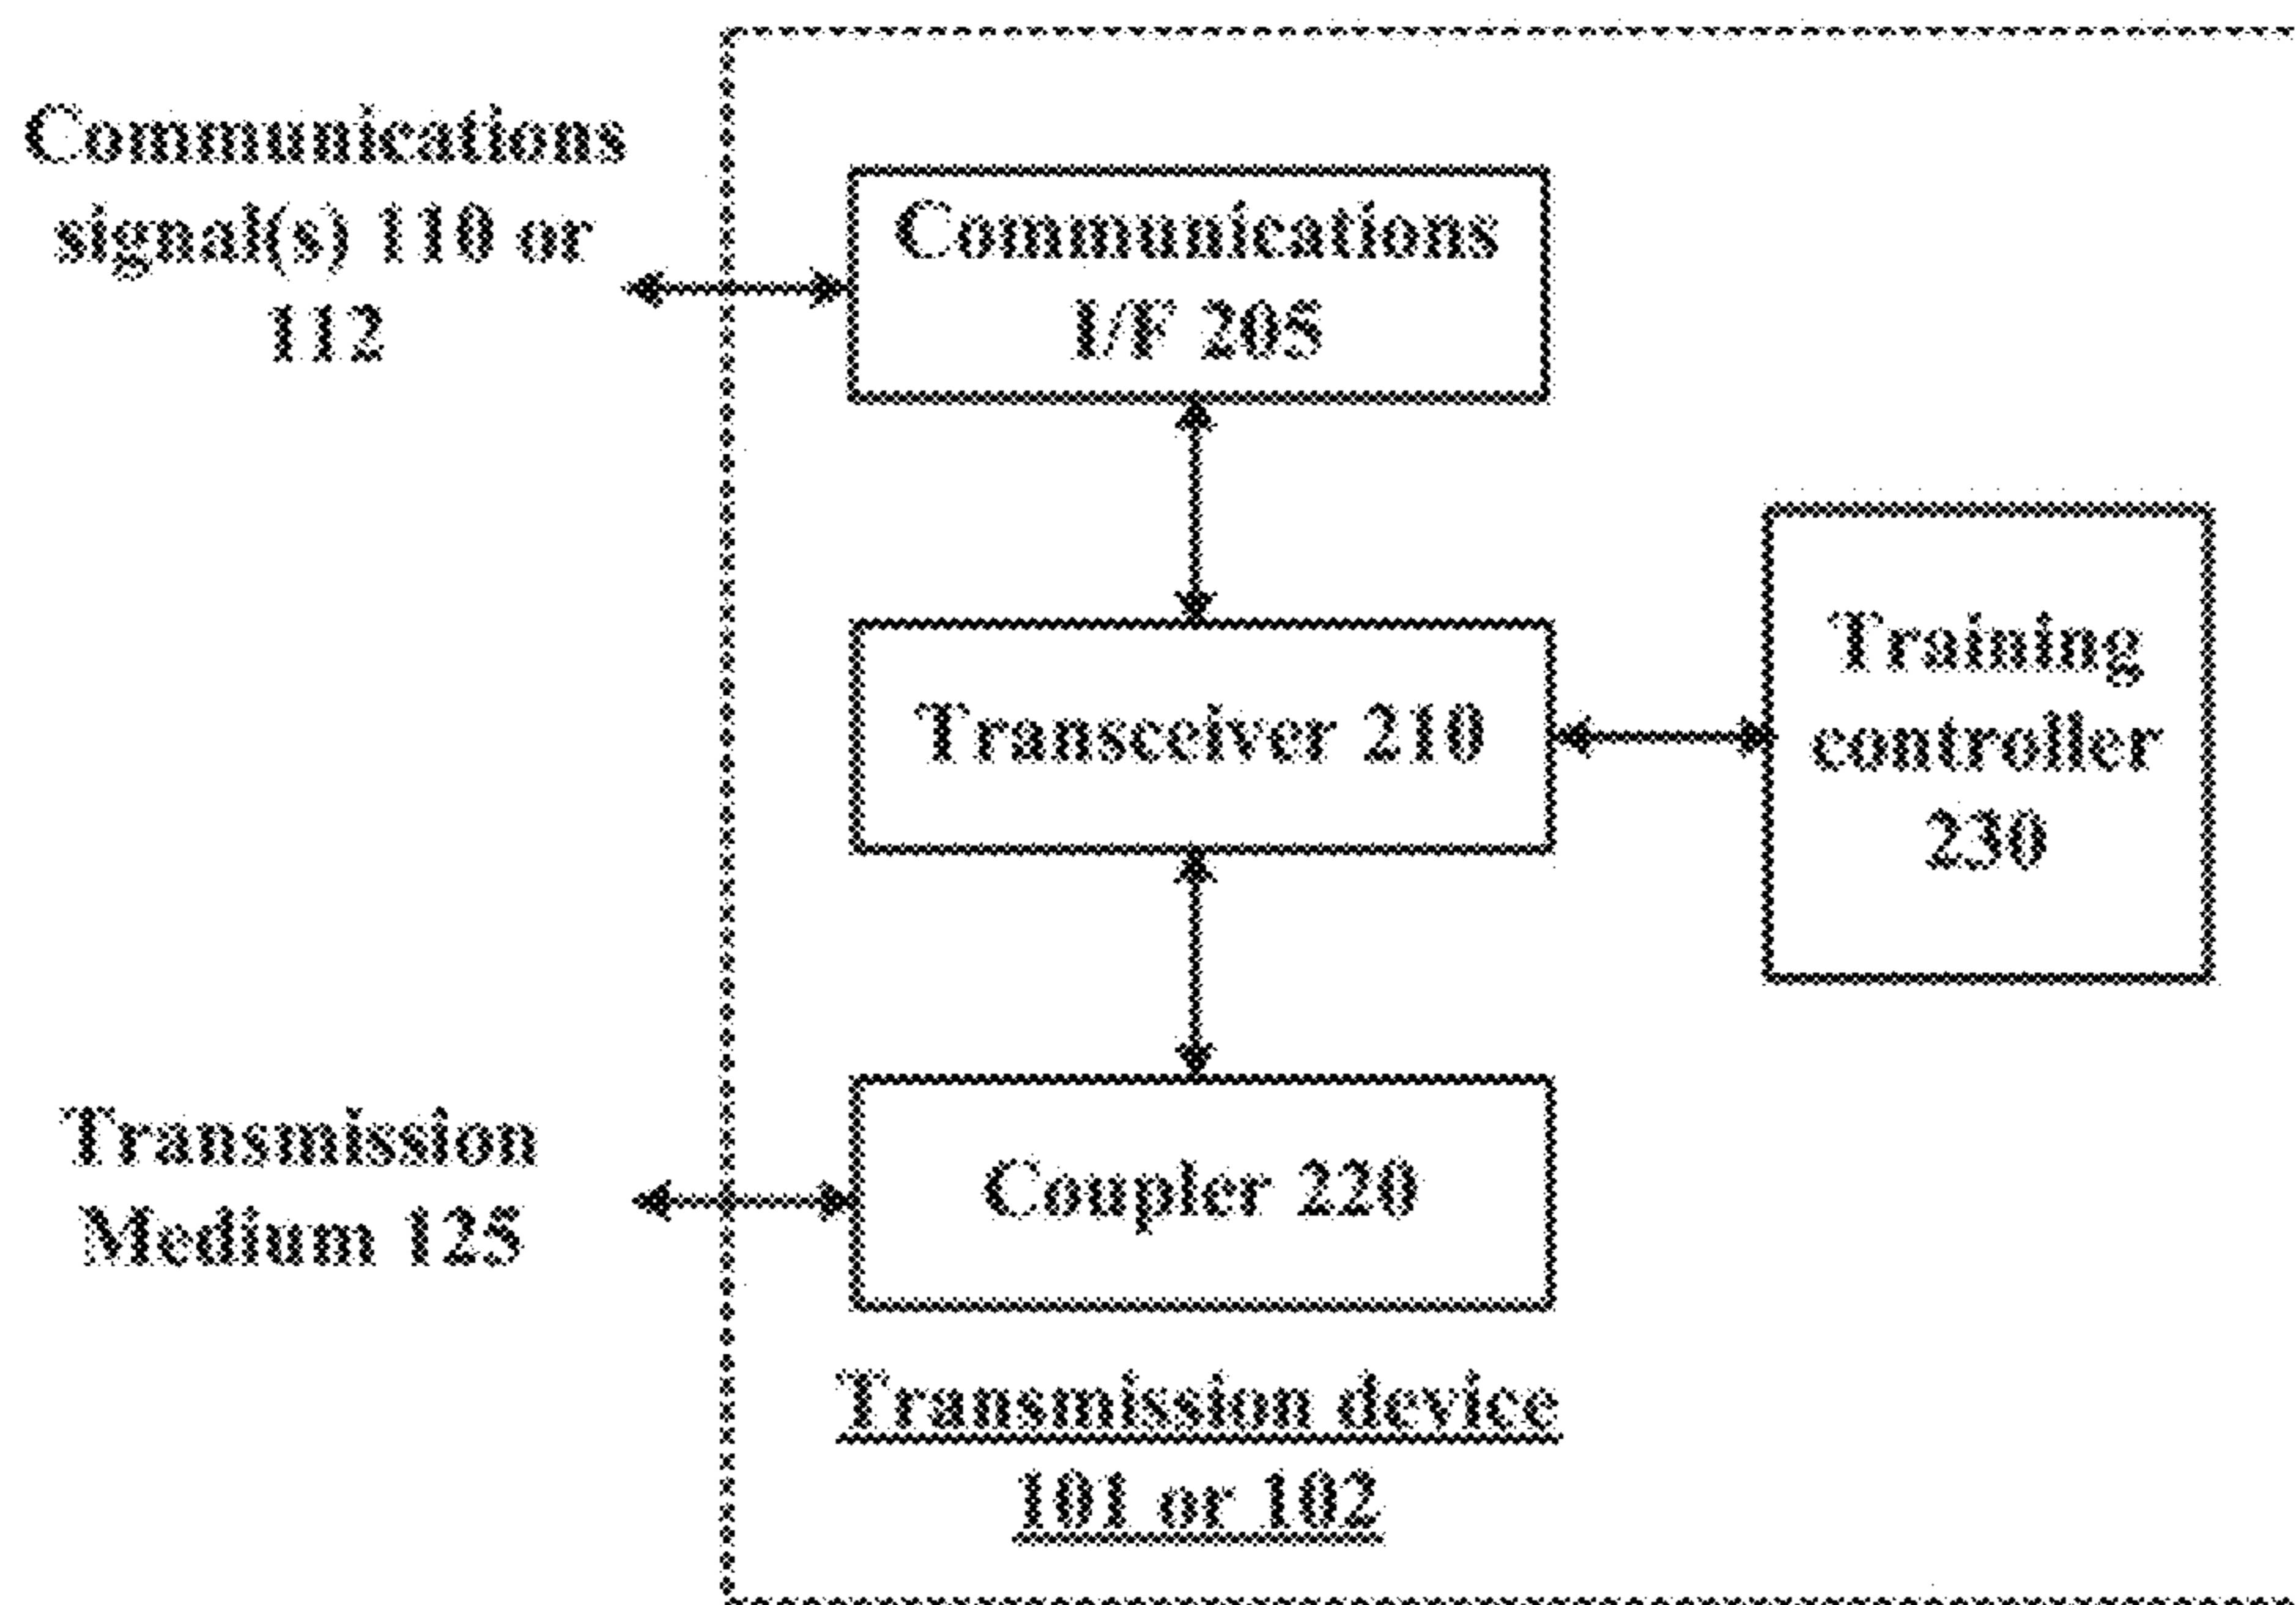 Communications
signal(s) 110 or
112
Communications
I/F 205
Transceiver 210
Training
controller
230
Transmission
Medium 125
Coupler 220
Transmission device
101 or 102